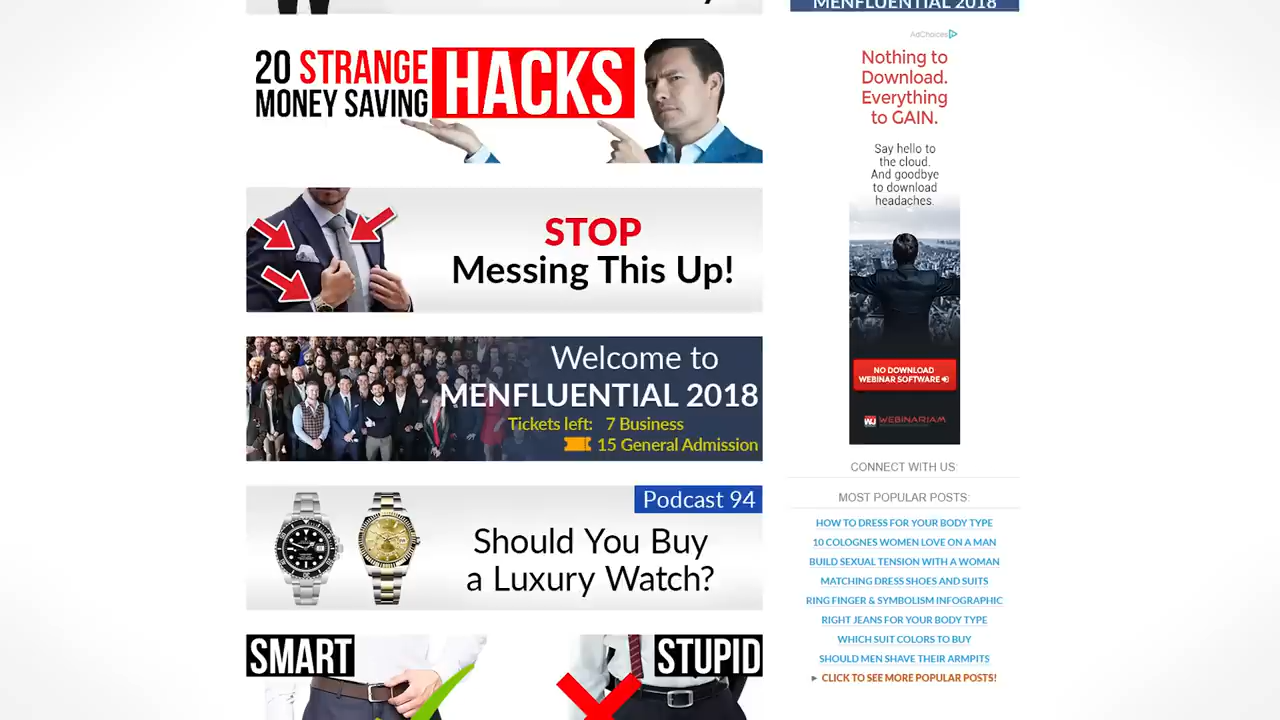 MENFLUENTIAL 2018
20 STRANGE
MONEY SAVING
HACKS
STOP
Messing This Up!
Welcome to
MENFLUENTIAL 2018
Tickets left: 7 Business
15 General Admission
Podcast 94
Should You Buy
a Luxury Watch?
SMART
STUPID
AdChoices
Nothing to
Download.
Everything
to GAIN.
Say hello to
the cloud.
And goodbye
to download
headaches.
NO DOWNLOAD
WEBINAR SOFTWARE
WJ WEBINARJAM
CONNECT WITH US:
MOST POPULAR POSTS:
HOW TO DRESS FOR YOUR BODY TYPE
10 COLOGNES WOMEN LOVE ON A MAN
BUILD SEXUAL TENSION WITH A WOMAN
MATCHING DRESS SHOES AND SUITS
RING FINGER & SYMBOLISM INFOGRAPHIC
RIGHT JEANS FOR YOUR BODY TYPE
WHICH SUIT COLORS TO BUY
SHOULD MEN SHAVE THEIR ARMPITS
► CLICK TO SEE MORE POPULAR POSTS!